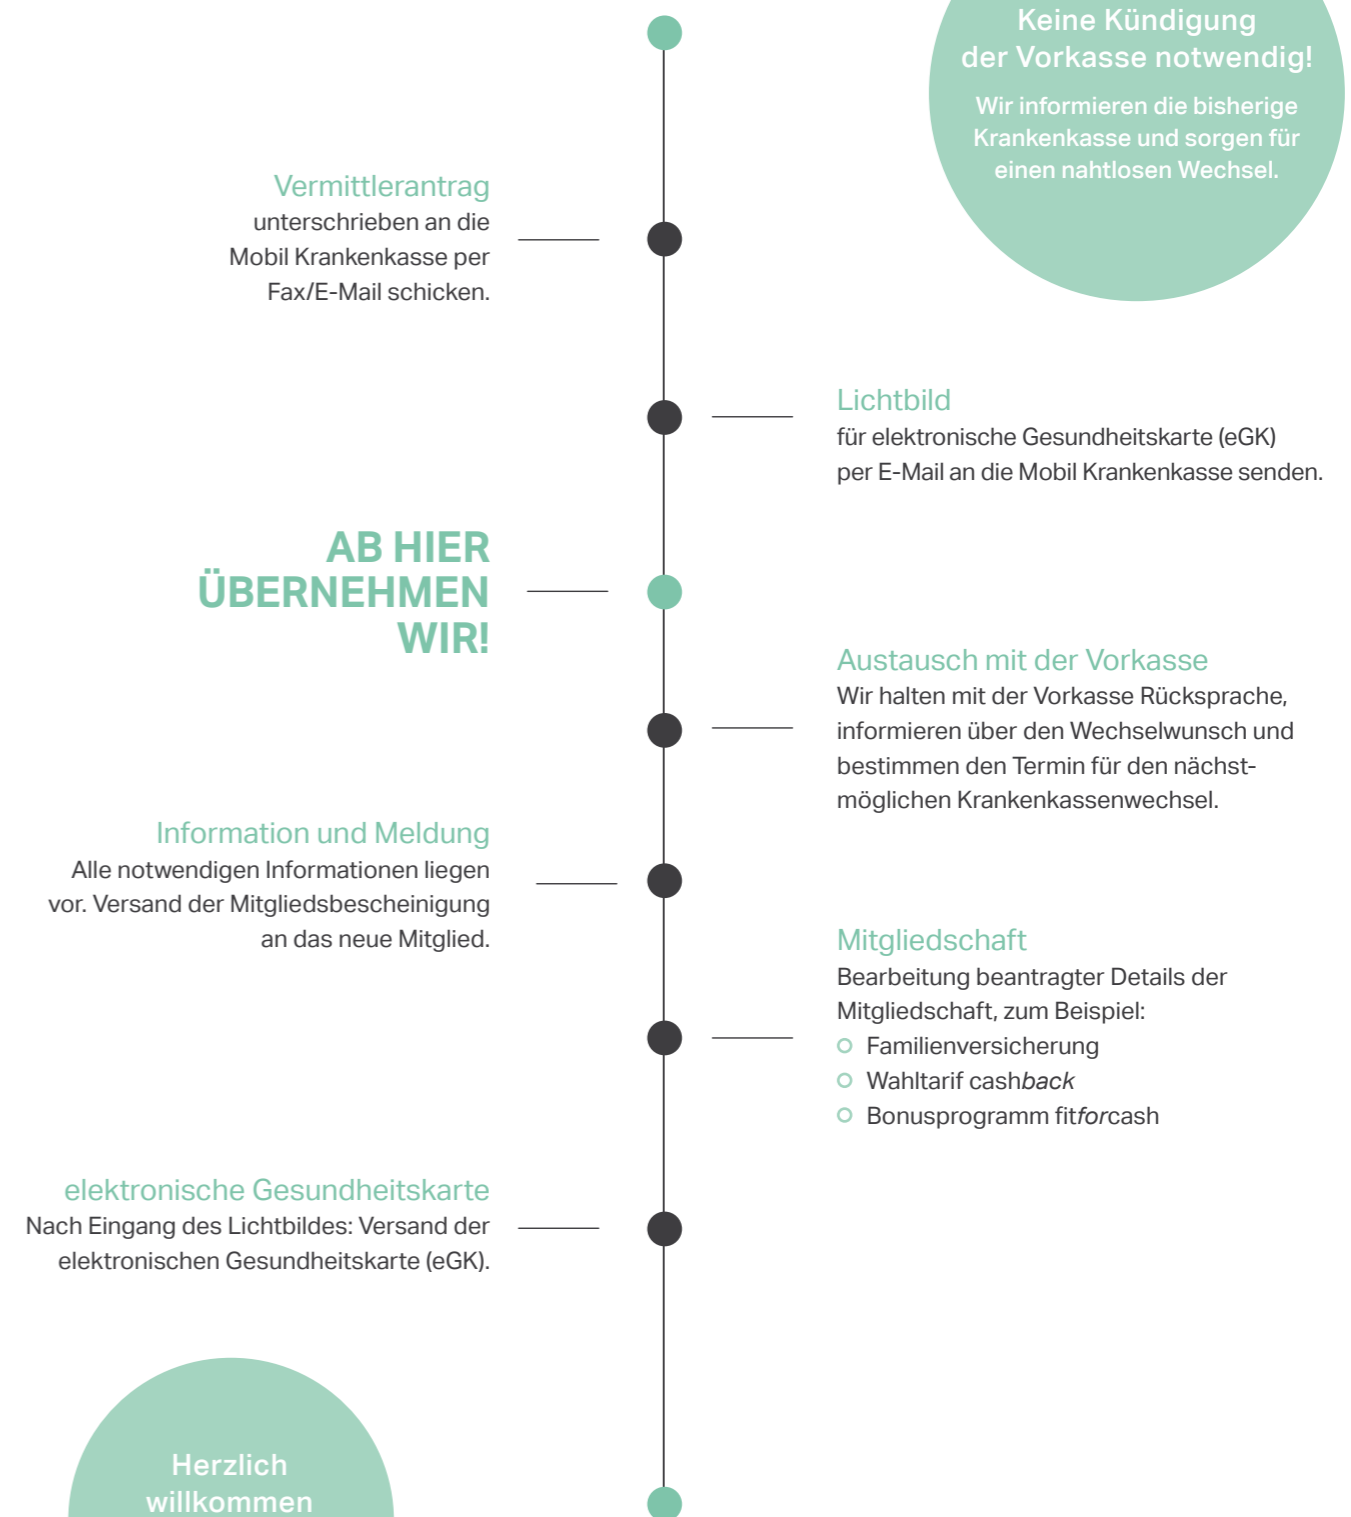 Keine Kündigung
der Vorkasse notwendig!
Wir informieren die bisherige
Krankenkasse und sorgen für
einen nahtlosen Wechsel.
Vermittlerantrag
unterschrieben an die
Mobil Krankenkasse per
Fax/E-Mail schicken.
Lichtbild
für elektronische Gesundheitskarte (eGK)
per E-Mail an die Mobil Krankenkasse senden.
AB HIER
ÜBERNEHMEN
WIR!
Austausch mit der Vorkasse
Wir halten mit der Vorkasse Rücksprache,
informieren über den Wechselwunsch und
bestimmen den Termin für den nächst-
möglichen Krankenkassenwechsel.
Information und Meldung
Alle notwendigen Informationen liegen
vor. Versand der Mitgliedsbescheinigung
an das neue Mitglied.
Mitgliedschaft
Bearbeitung beantragter Details der
Mitgliedschaft, zum Beispiel:
Familienversicherung
Wahltarif cashback
Bonusprogramm fitforcash
elektronische Gesundheitskarte
Nach Eingang des Lichtbildes: Versand der
elektronischen Gesundheitskarte (eGK).
Herzlich
willkommen